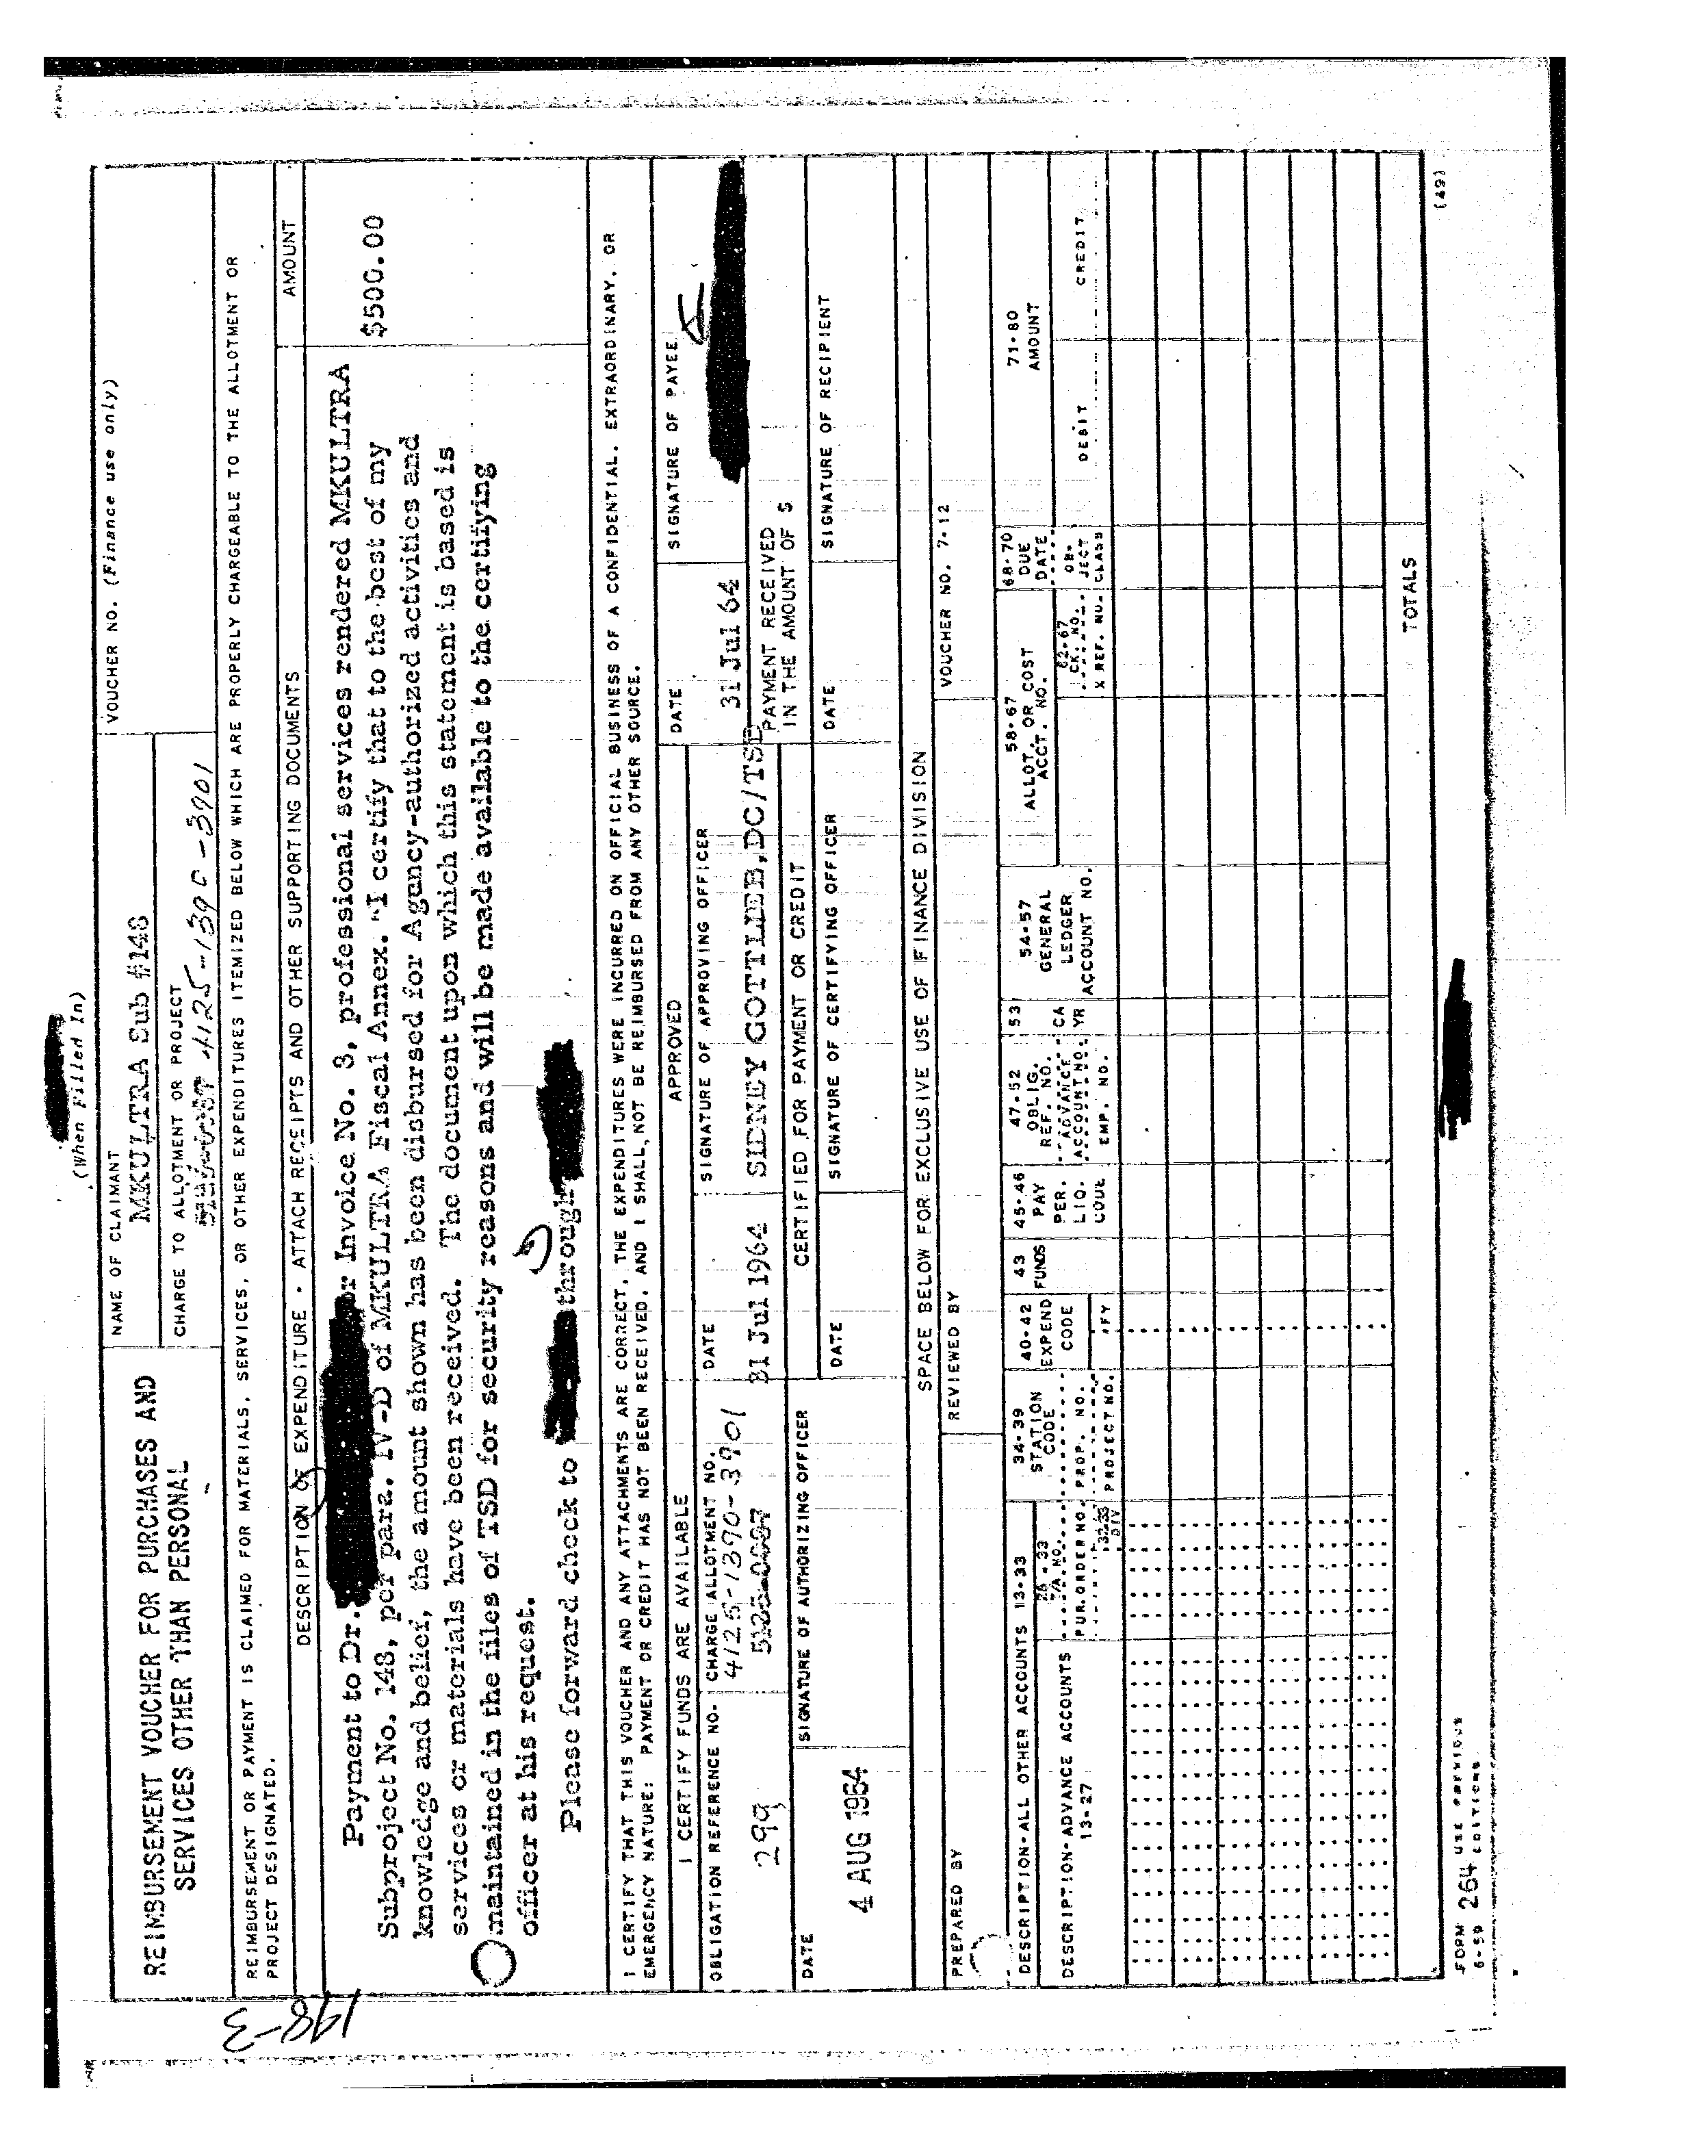 (When Filled In)
REIMBURSEMENT VOUCHER FOR PURCHASES AND
SERVICES OTHER THAN PERSONAL
NAME OF CLAIMANT
MKULTRA Sub #148
VOUCHER NO. (Finance use only)
CHARGE TO ALLOTMENT OR PROJECT
4125-1390-3901
REIMBURSEMENT OR PAYMENT IS CLAIMED FOR MATERIALS, SERVICES, OR OTHER EXPENDITURES ITEMIZED BELOW WHICH ARE PROPERLY CHARGEABLE TO THE ALLOTMENT OR
PROJECT DESIGNATED.
DESCRIPTION OF EXPENDITURE - ATTACH RECEIPTS AND OTHER SUPPORTING DOCUMENTS
AMOUNT
Payment to Dr. or Invoice No. 3, professional services rendered MKULTRA
$500.00
Subproject No. 148, per para. IV-D of MKULTRA Fiscal Annex. "I certify that to the best of my
knowledge and belief, the amount shown has been disbursed for Agency-authorized activities and
services or materials have been received. The document upon which this statement is based is
maintained in the files of TSD for security reasons and will be made available to the certifying
officer at his request.
Please forward check to through
148-3
I CERTIFY THAT THIS VOUCHER AND ANY ATTACHMENTS ARE CORRECT, THE EXPENDITURES WERE INCURRED ON OFFICIAL BUSINESS OF A CONFIDENTIAL, EXTRAORDINARY, OR
EMERGENCY NATURE; PAYMENT OR CREDIT HAS NOT BEEN RECEIVED, AND I SHALL NOT BE REIMBURSED FROM ANY OTHER SOURCE.
I CERTIFY FUNDS ARE AVAILABLE
APPROVED
DATE
31 Jul 64
SIGNATURE OF PAYEE
OBLIGATION REFERENCE NO.
299
CHARGE ALLOTMENT NO.
4125-1390-3901
5125-0087
DATE
31 Jul 1964
SIGNATURE OF APPROVING OFFICER
SIDNEY GOTTLIEB, DC/TSD
PAYMENT RECEIVED
IN THE AMOUNT OF $
DATE
4 AUG 1964
SIGNATURE OF AUTHORIZING OFFICER
CERTIFIED FOR PAYMENT OR CREDIT
DATE
SIGNATURE OF CERTIFYING OFFICER
DATE
SIGNATURE OF RECIPIENT
SPACE BELOW FOR EXCLUSIVE USE OF FINANCE DIVISION
PREPARED BY
REVIEWED BY
VOUCHER NO. 7-12
DESCRIPTION-ALL OTHER ACCOUNTS 13-33
DESCRIPTION-ADVANCE ACCOUNTS
13-27
PUR.ORDER NO.
34-39
STATION
CODE
PROP. NO.
PROJECT NO.
40-42
EXPEND
CODE
FY
43
FUNDS
45-46
PAY
PER.
LIQ.
CODE
47-52
OBLIG.
REF. NO.
ADVANCE
ACCOUNT NO.
EMP. NO.
53
CA
YR
54-57
GENERAL
LEDGER
ACCOUNT NO.
58-67
ALLOT. OR COST
ACCT. NO.
62-67
CK. NO.
X REF. NO.
68-70
DUE
DATE
OB-
JECT
CLASS
71-80
AMOUNT
DEBIT
CREDIT
TOTALS
FORM 264 USE PREVIOUS
6-59 EDITIONS
(49)